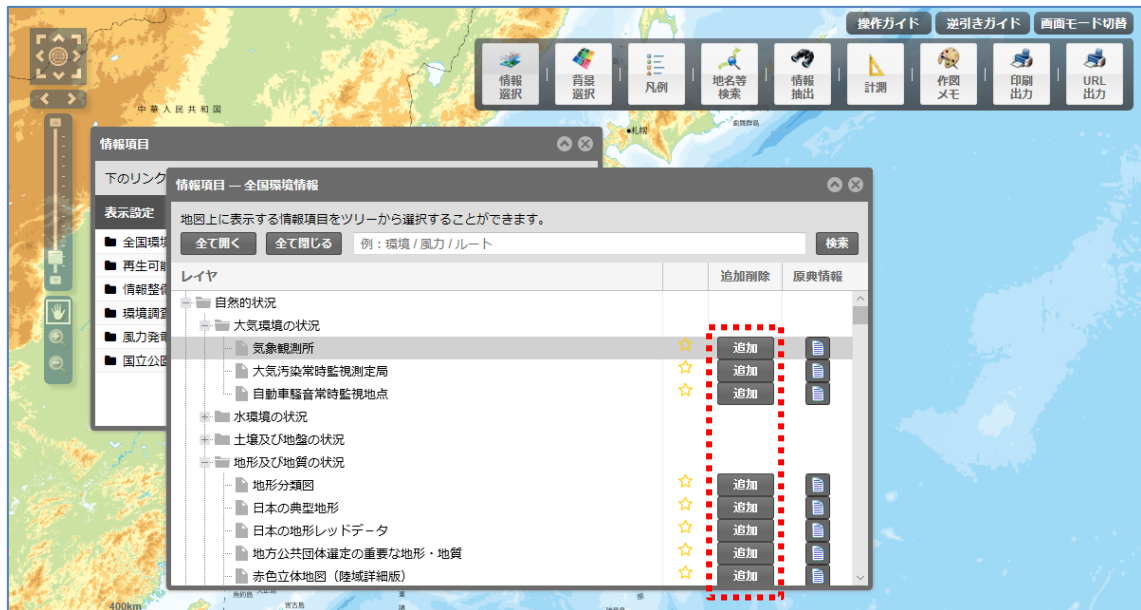 操作ガイド 逆引きガイド 画面モード切替
情報選択 背景選択 凡例 地名等検索 情報抽出 計測 作図メモ 印刷出力 URL出力
中華人民共和国
札幌
歯舞群島
情報項目
下のリンク
表示設定
全国環境
再生可能
情報整備
環境調査
風力発電
国立公園
情報項目 ― 全国環境情報
地図上に表示する情報項目をツリーから選択することができます。
全て開く 全て閉じる 例：環境 / 風力 / ルート 検索
レイヤ 追加削除 原典情報
自然的状況
大気環境の状況
気象観測所 追加
大気汚染常時監視測定局 追加
自動車騒音常時監視地点 追加
水環境の状況
土壌及び地盤の状況
地形及び地質の状況
地形分類図 追加
日本の典型地形 追加
日本の地形レッドデータ 追加
地方公共団体選定の重要な地形・地質 追加
赤色立体地図（陸域詳細版） 追加
400km
宮古島